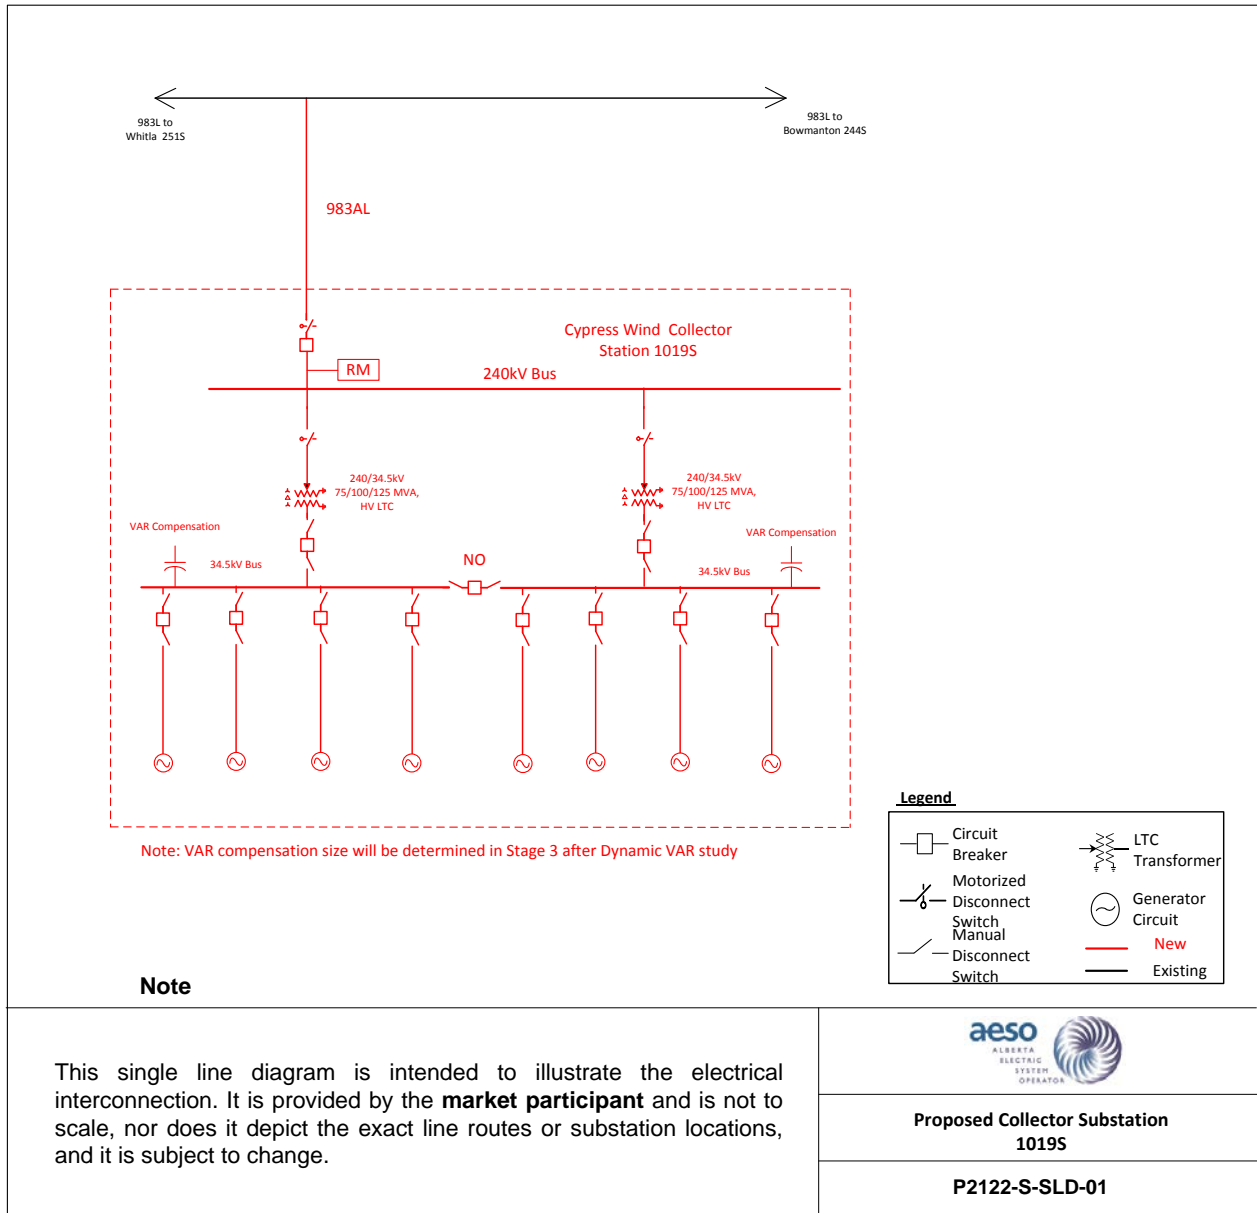 983L to
Whitla 251S
983L to
Bowmanton 244S
983AL
Cypress Wind Collector
Station 1019S
RM
240kV Bus
240/34.5kV
75/100/125 MVA,
HV LTC
240/34.5kV
75/100/125 MVA,
HV LTC
VAR Compensation
VAR Compensation
34.5kV Bus
NO
34.5kV Bus
Note: VAR compensation size will be determined in Stage 3 after Dynamic VAR study
Legend
Circuit
Breaker
LTC
Transformer
Motorized
Disconnect
Switch
Generator
Circuit
Manual
Disconnect
Switch
New
Existing
Note
This single line diagram is intended to illustrate the electrical
interconnection. It is provided by the market participant and is not to
scale, nor does it depict the exact line routes or substation locations,
and it is subject to change.
aeso
ALBERTA
ELECTRIC
SYSTEM
OPERATOR
Proposed Collector Substation
1019S
P2122-S-SLD-01